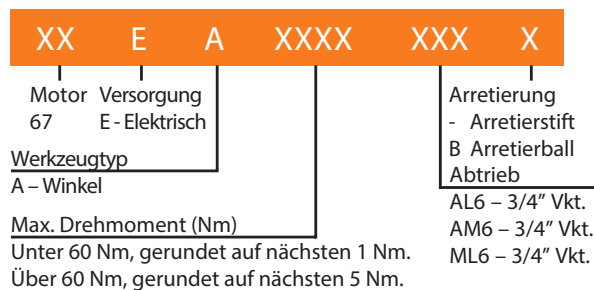 XX E A XXXX XXX X
Motor Versorgung
67 E - Elektrisch
Werkzeugtyp
A – Winkel
Max. Drehmoment (Nm)
Unter 60 Nm, gerundet auf nächsten 1 Nm.
Über 60 Nm, gerundet auf nächsten 5 Nm.
Arretierung
- Arretierstift
B Arretierball
Abtrieb
AL6 – 3/4” Vkt.
AM6 – 3/4” Vkt.
ML6 – 3/4” Vkt.